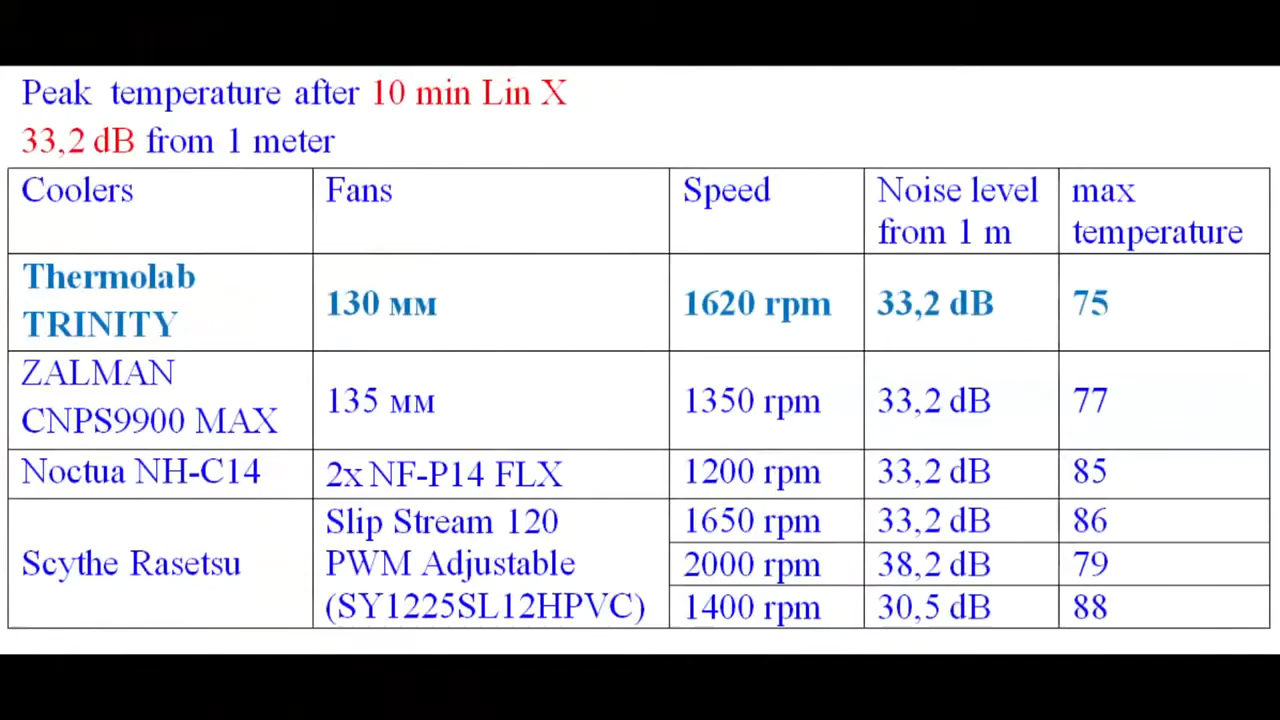 Peak temperature after 10 min Lin X
33,2 dB from 1 meter
Coolers
Fans
Speed
Noise level
from 1 m
max
temperature
Thermolab
TRINITY
130 мм
1620 rpm
33,2 dB
75
ZALMAN
CNPS9900 MAX
135 мм
1350 rpm
33,2 dB
77
Noctua NH-C14
2x NF-P14 FLX
1200 rpm
33,2 dB
85
Scythe Rasetsu
Slip Stream 120
PWM Adjustable
(SY1225SL12HPVC)
1650 rpm
33,2 dB
86
2000 rpm
38,2 dB
79
1400 rpm
30,5 dB
88